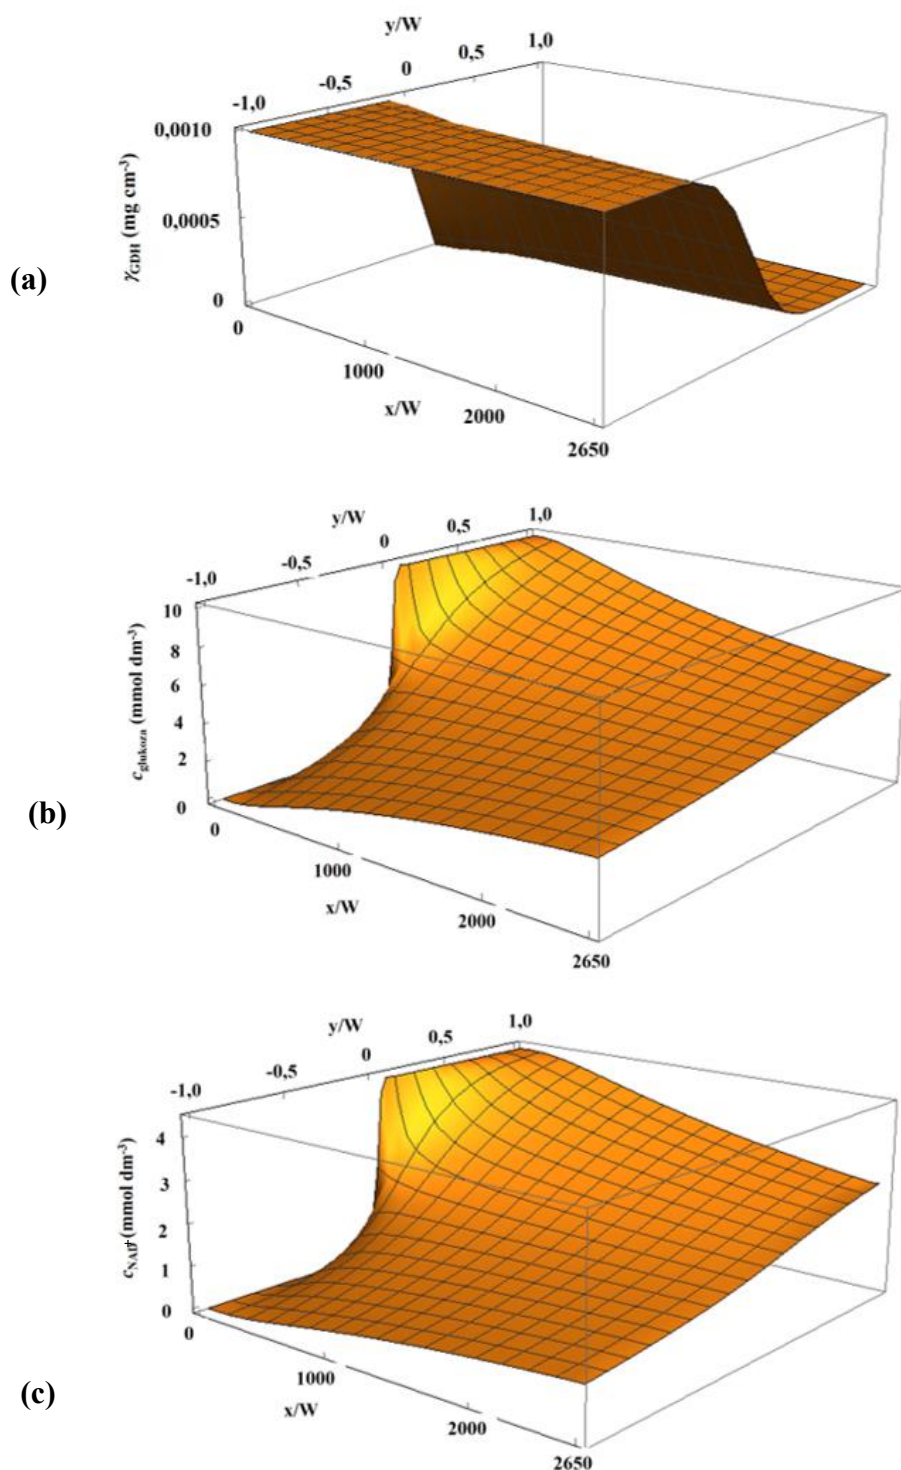 y/W
-1,0 -0,5 0 0,5 1,0
0,0010
0,0005
0
γGDH (mg cm-3)
(a)
0 1000 2000 2650
x/W
y/W
-1,0 -0,5 0 0,5 1,0
10
8
6
4
2
0
cglukoza (mmol dm-3)
(b)
0 1000 2000 2650
x/W
y/W
-1,0 -0,5 0 0,5 1,0
4
3
2
1
0
cNAD+ (mmol dm-3)
(c)
0 1000 2000 2650
x/W